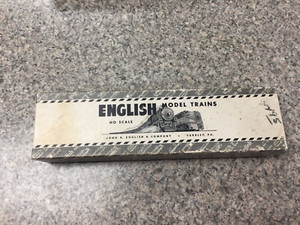 ENGLISH MODEL TRAINS
HO SCALE
JOHN A. ENGLISH & COMPANY • YARDLEY, PA.